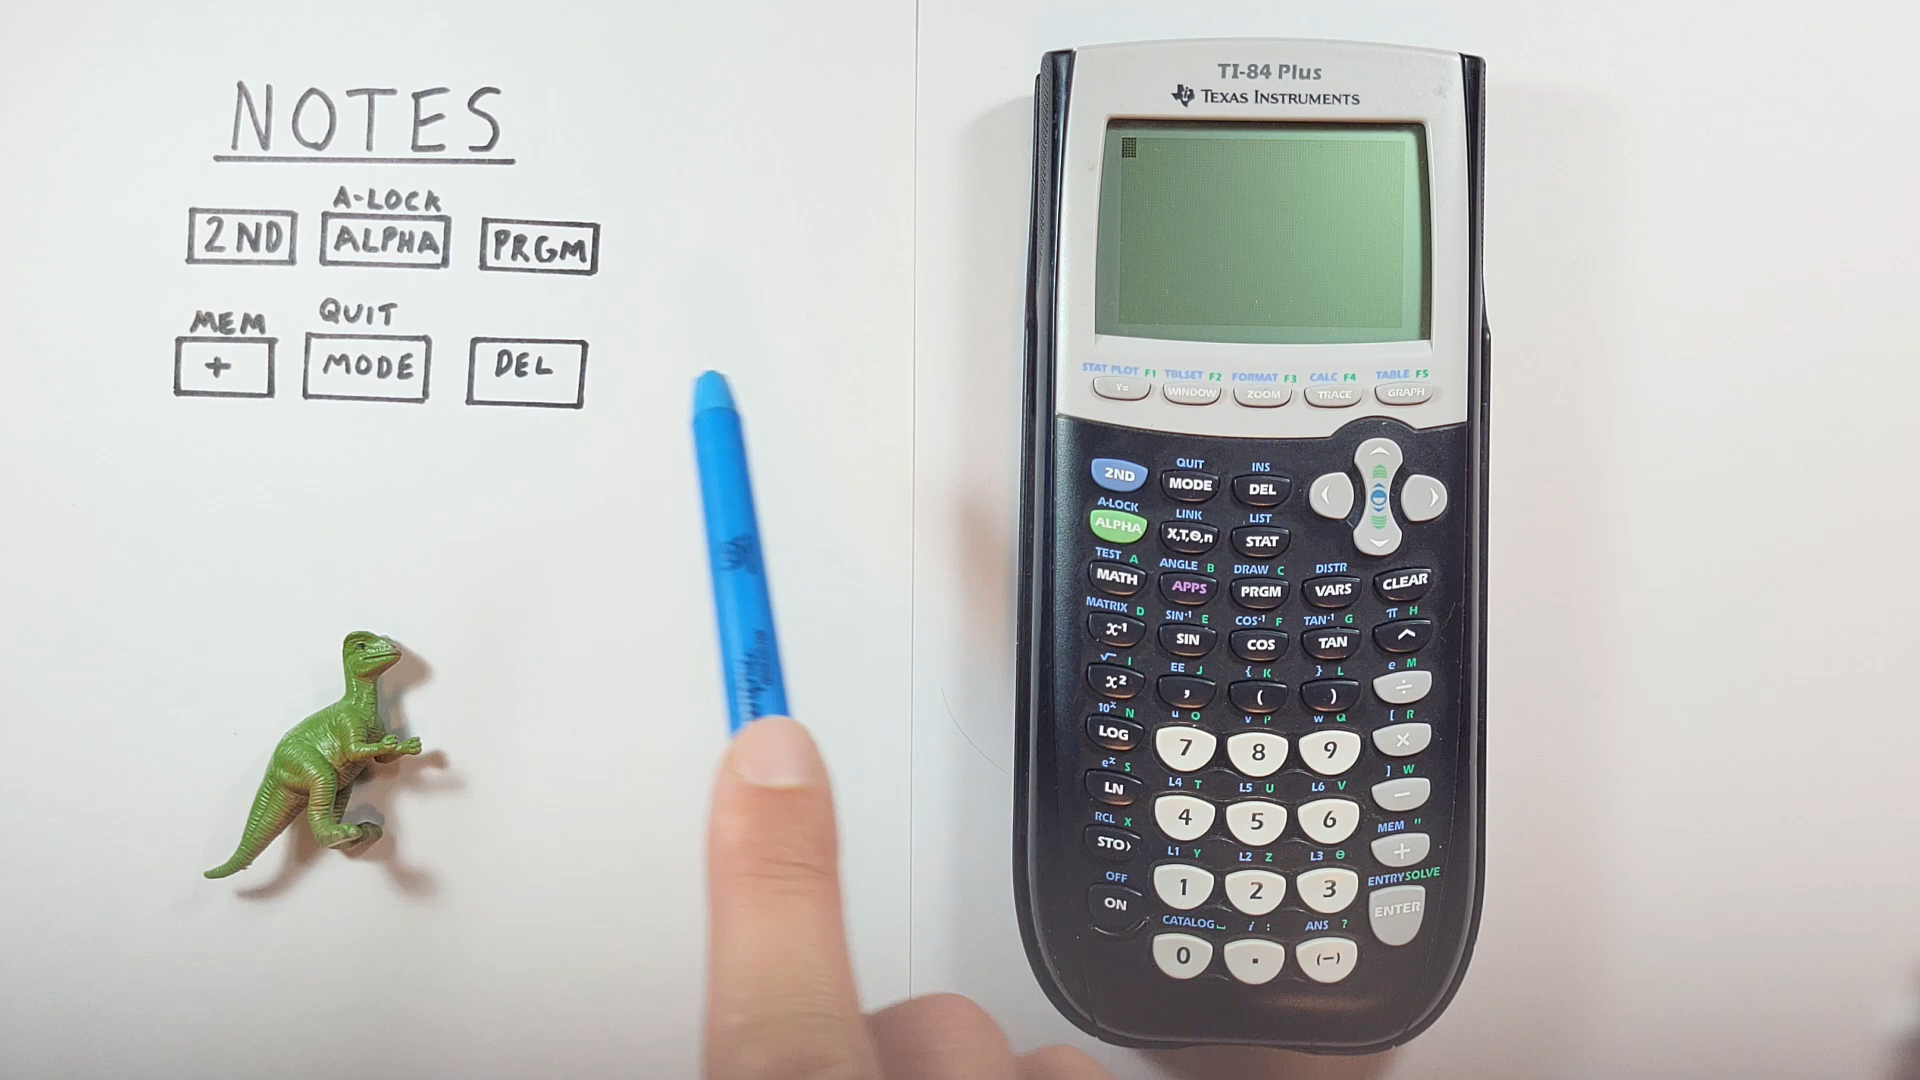 NOTES
A-LOCK
2ND ALPHA PRGM
MEM QUIT
+ MODE DEL
TI-84 Plus
TEXAS INSTRUMENTS
STAT PLOT F1 TBLSET F2 FORMAT F3 CALC F4 TABLE F5
Y= WINDOW ZOOM TRACE GRAPH
QUIT INS
2ND MODE DEL
A-LOCK LINK LIST
ALPHA X,T,θ,n STAT
TEST A ANGLE B DRAW C DISTR
MATH APPS PRGM VARS CLEAR
MATRIX D SIN-1 E COS-1 F TAN-1 G π H
x-1 SIN COS TAN ^
√ I EE J { K } L e M
x2 , ( ) ÷
10x N u O v P w Q [ R
LOG 7 8 9 ×
ex S L4 T L5 U L6 V ] W
LN 4 5 6 −
RCL X L1 Y L2 Z L3 θ MEM "
STO› 1 2 3 +
OFF CATALOG ␣ i : ANS ? ENTRY SOLVE
ON 0 . (-) ENTER